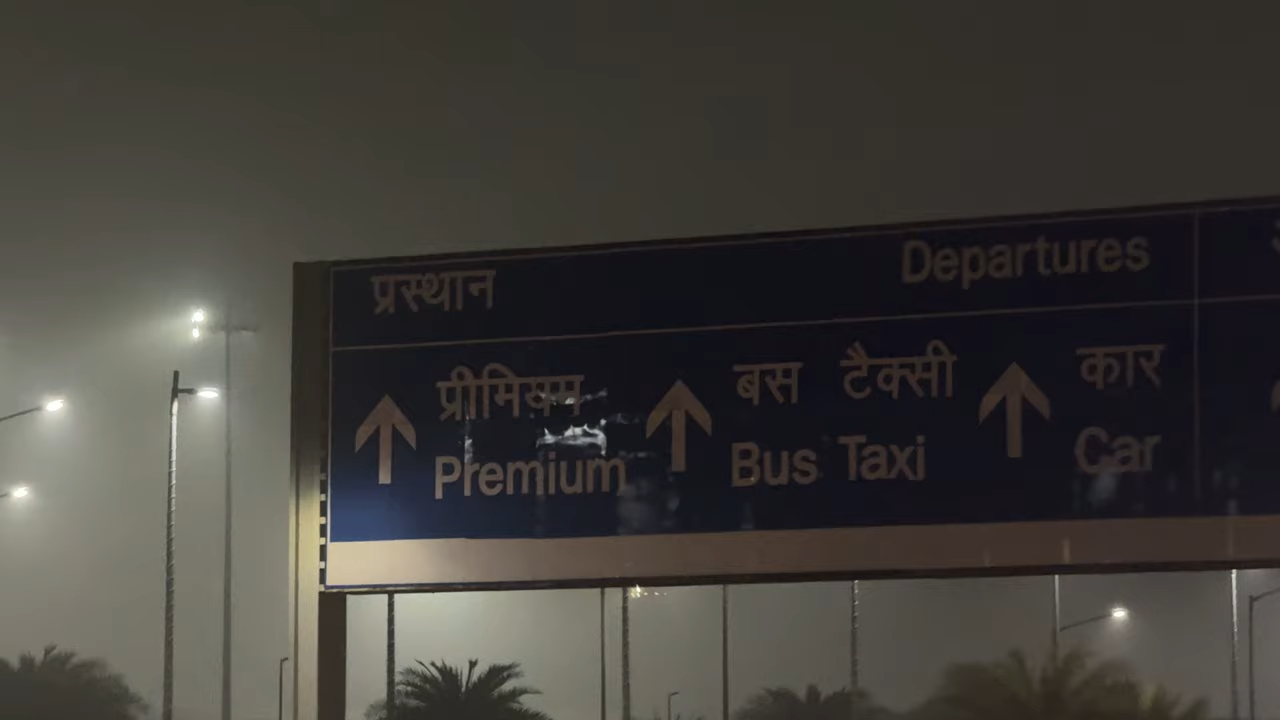 प्रस्थान Departures
प्रीमियम बस टैक्सी कार
Premium Bus Taxi Car